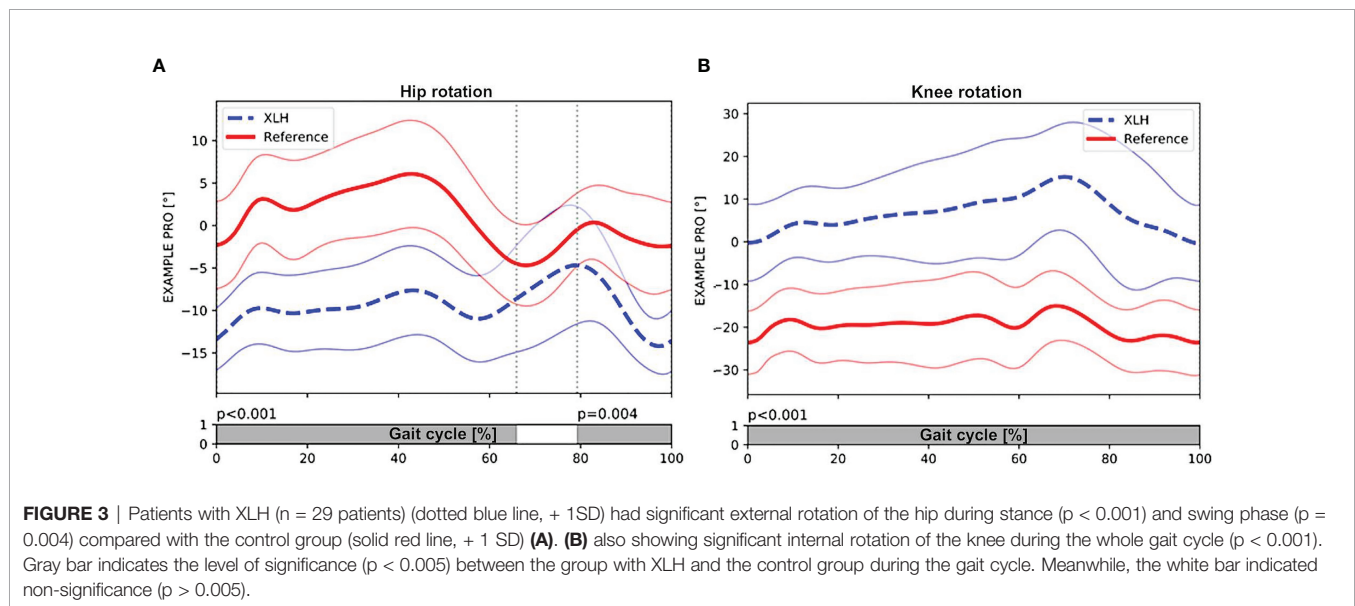 A
Hip rotation
XLH
Reference
EXAMPLE PRO [°]
10
5
0
−5
−10
−15
p<0.001
p=0.004
1
0
Gait cycle [%]
0
20
40
60
80
100
B
Knee rotation
XLH
Reference
EXAMPLE PRO [°]
30
20
10
0
−10
−20
−30
p<0.001
1
0
Gait cycle [%]
0
20
40
60
80
100
FIGURE 3 | Patients with XLH (n = 29 patients) (dotted blue line, + 1SD) had significant external rotation of the hip during stance (p < 0.001) and swing phase (p =
0.004) compared with the control group (solid red line, + 1 SD) (A). (B) also showing significant internal rotation of the knee during the whole gait cycle (p < 0.001).
Gray bar indicates the level of significance (p < 0.005) between the group with XLH and the control group during the gait cycle. Meanwhile, the white bar indicated
non-significance (p > 0.005).